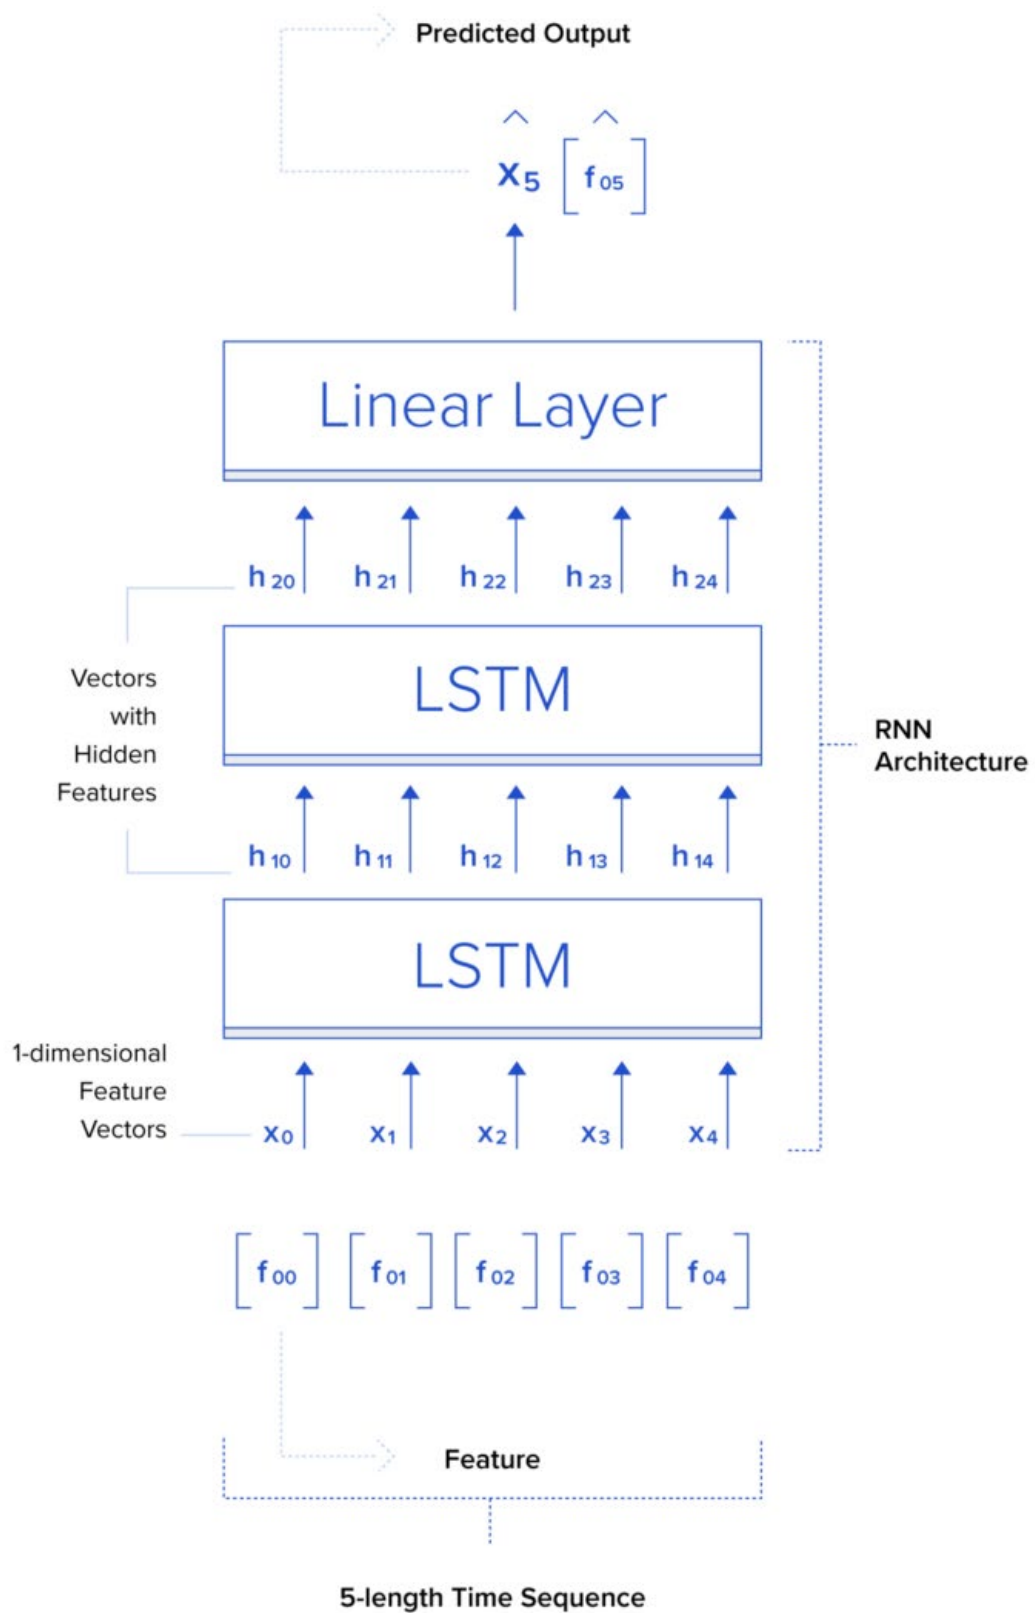 Predicted Output
^ ^
x5 [f05]
Linear Layer
h20 h21 h22 h23 h24
Vectors
with
Hidden
Features
LSTM
RNN
Architecture
h10 h11 h12 h13 h14
LSTM
1-dimensional
Feature
Vectors
x0 x1 x2 x3 x4
[f00] [f01] [f02] [f03] [f04]
Feature
5-length Time Sequence